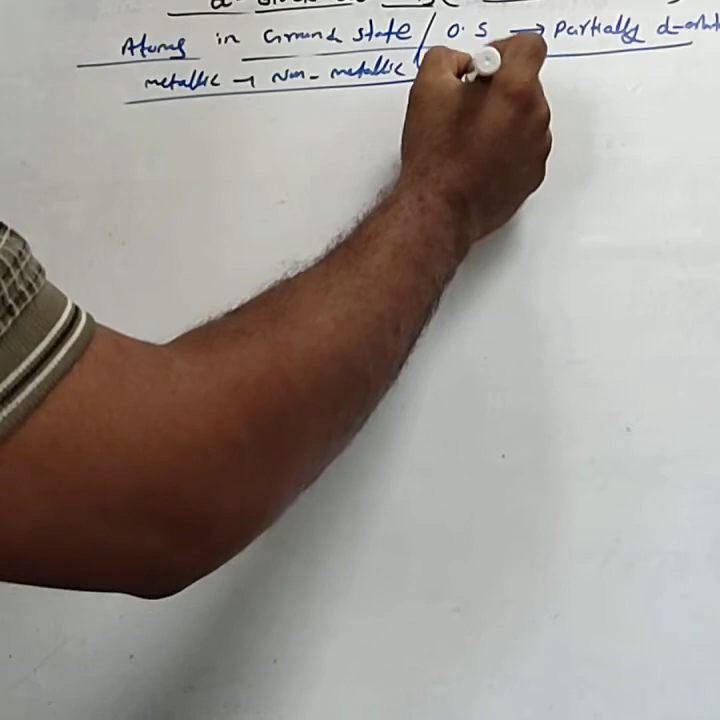 Atoms in Ground state / O.S → Partially d-orbit
metallic → Non-metallic